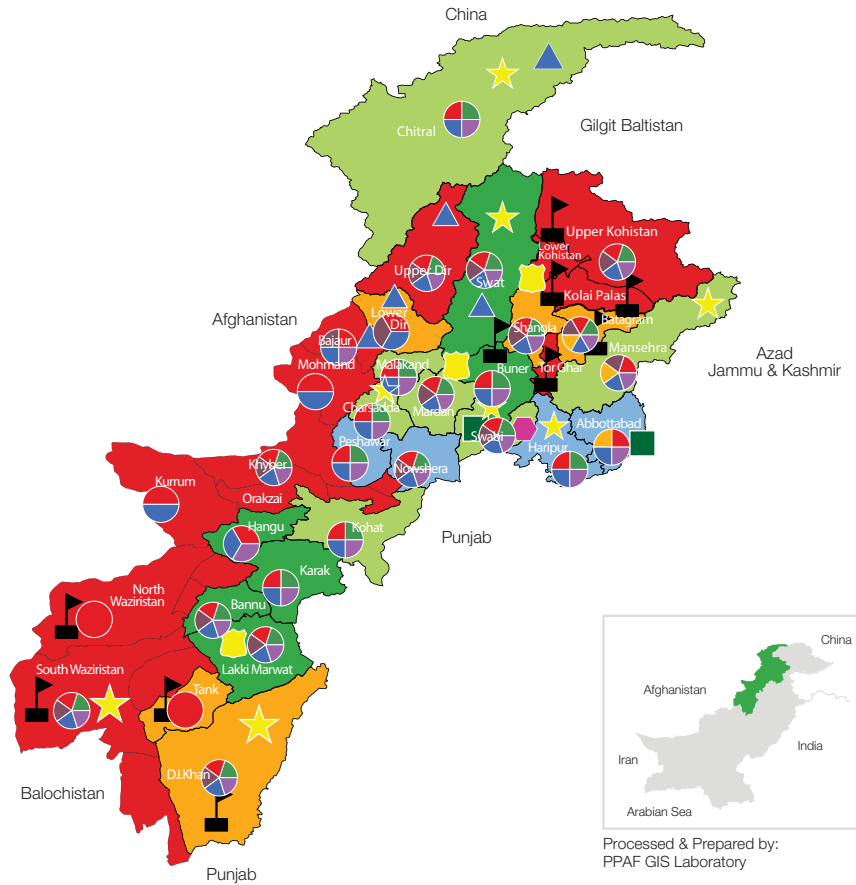 China
Chitral
Gilgit Baltistan
Upper Kohistan
Lower
Kohistan
Upper Dir
Swat
Kolai Palas
Afghanistan
Lower
Dir
Shangla
Batagram
Bajaur
Mansehra
Azad
Jammu & Kashmir
Mohmand
Malakand
Buner
Tor Ghar
Charsadda
Mardan
Abbottabad
Peshawar
Swabi
Haripur
Khyber
Nowshera
Kurrum
Orakzai
Hangu
Kohat
Punjab
Karak
North
Waziristan
Bannu
South Waziristan
Lakki Marwat
Tank
D.I.Khan
Balochistan
Punjab
China
Afghanistan
India
Iran
Arabian Sea
Processed & Prepared by:
PPAF GIS Laboratory